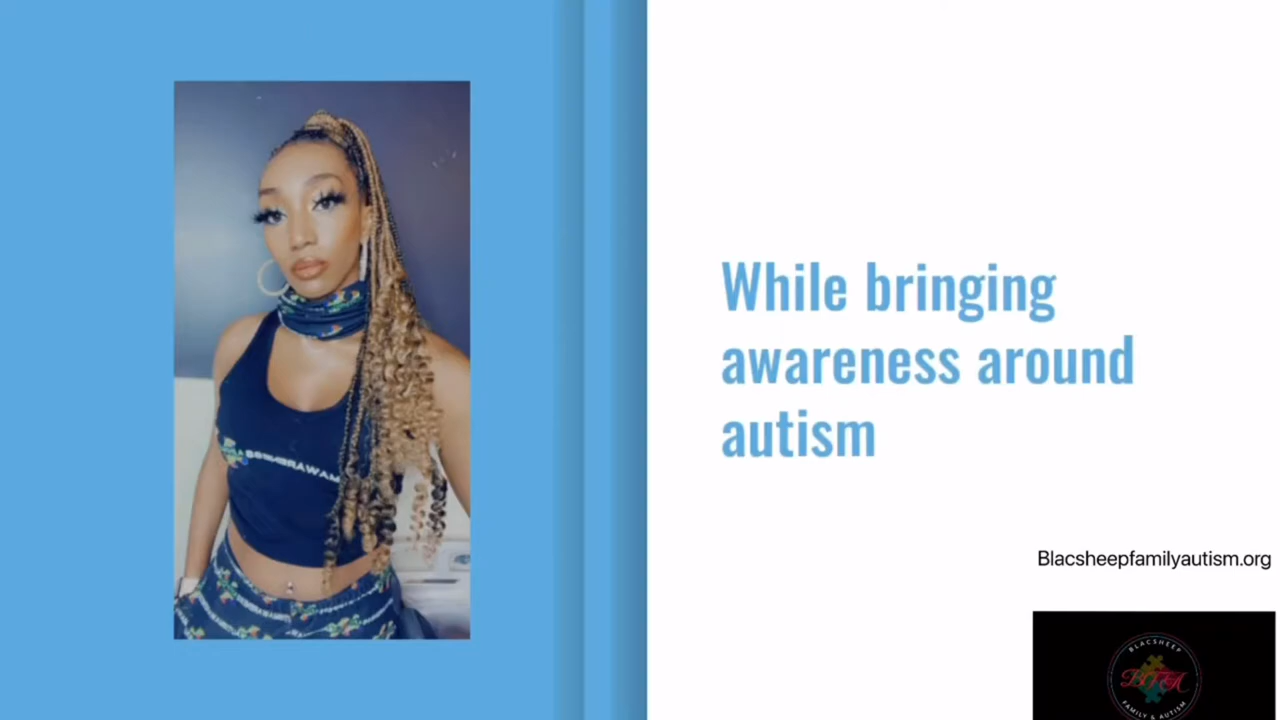 While bringing
awareness around
autism
Blacsheepfamilyautism.org
BLACSHEEP
FAMILY & AUTISM